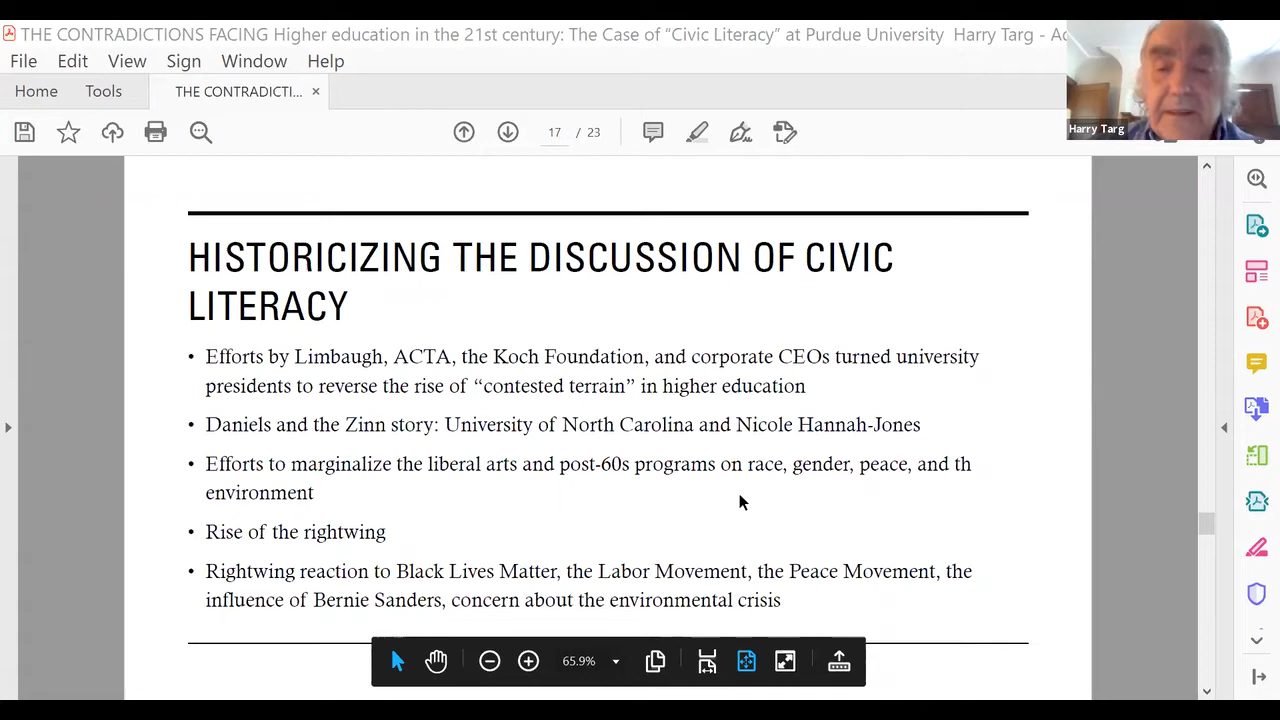 THE CONTRADICTIONS FACING Higher education in the 21st century: The Case of “Civic Literacy” at Purdue University Harry Targ - Ac
File Edit View Sign Window Help
Home Tools THE CONTRADICTI... ×
17 / 23
Harry Targ
HISTORICIZING THE DISCUSSION OF CIVIC
LITERACY
• Efforts by Limbaugh, ACTA, the Koch Foundation, and corporate CEOs turned university
presidents to reverse the rise of “contested terrain” in higher education
• Daniels and the Zinn story: University of North Carolina and Nicole Hannah-Jones
• Efforts to marginalize the liberal arts and post-60s programs on race, gender, peace, and th
environment
• Rise of the rightwing
• Rightwing reaction to Black Lives Matter, the Labor Movement, the Peace Movement, the
influence of Bernie Sanders, concern about the environmental crisis
65.9%